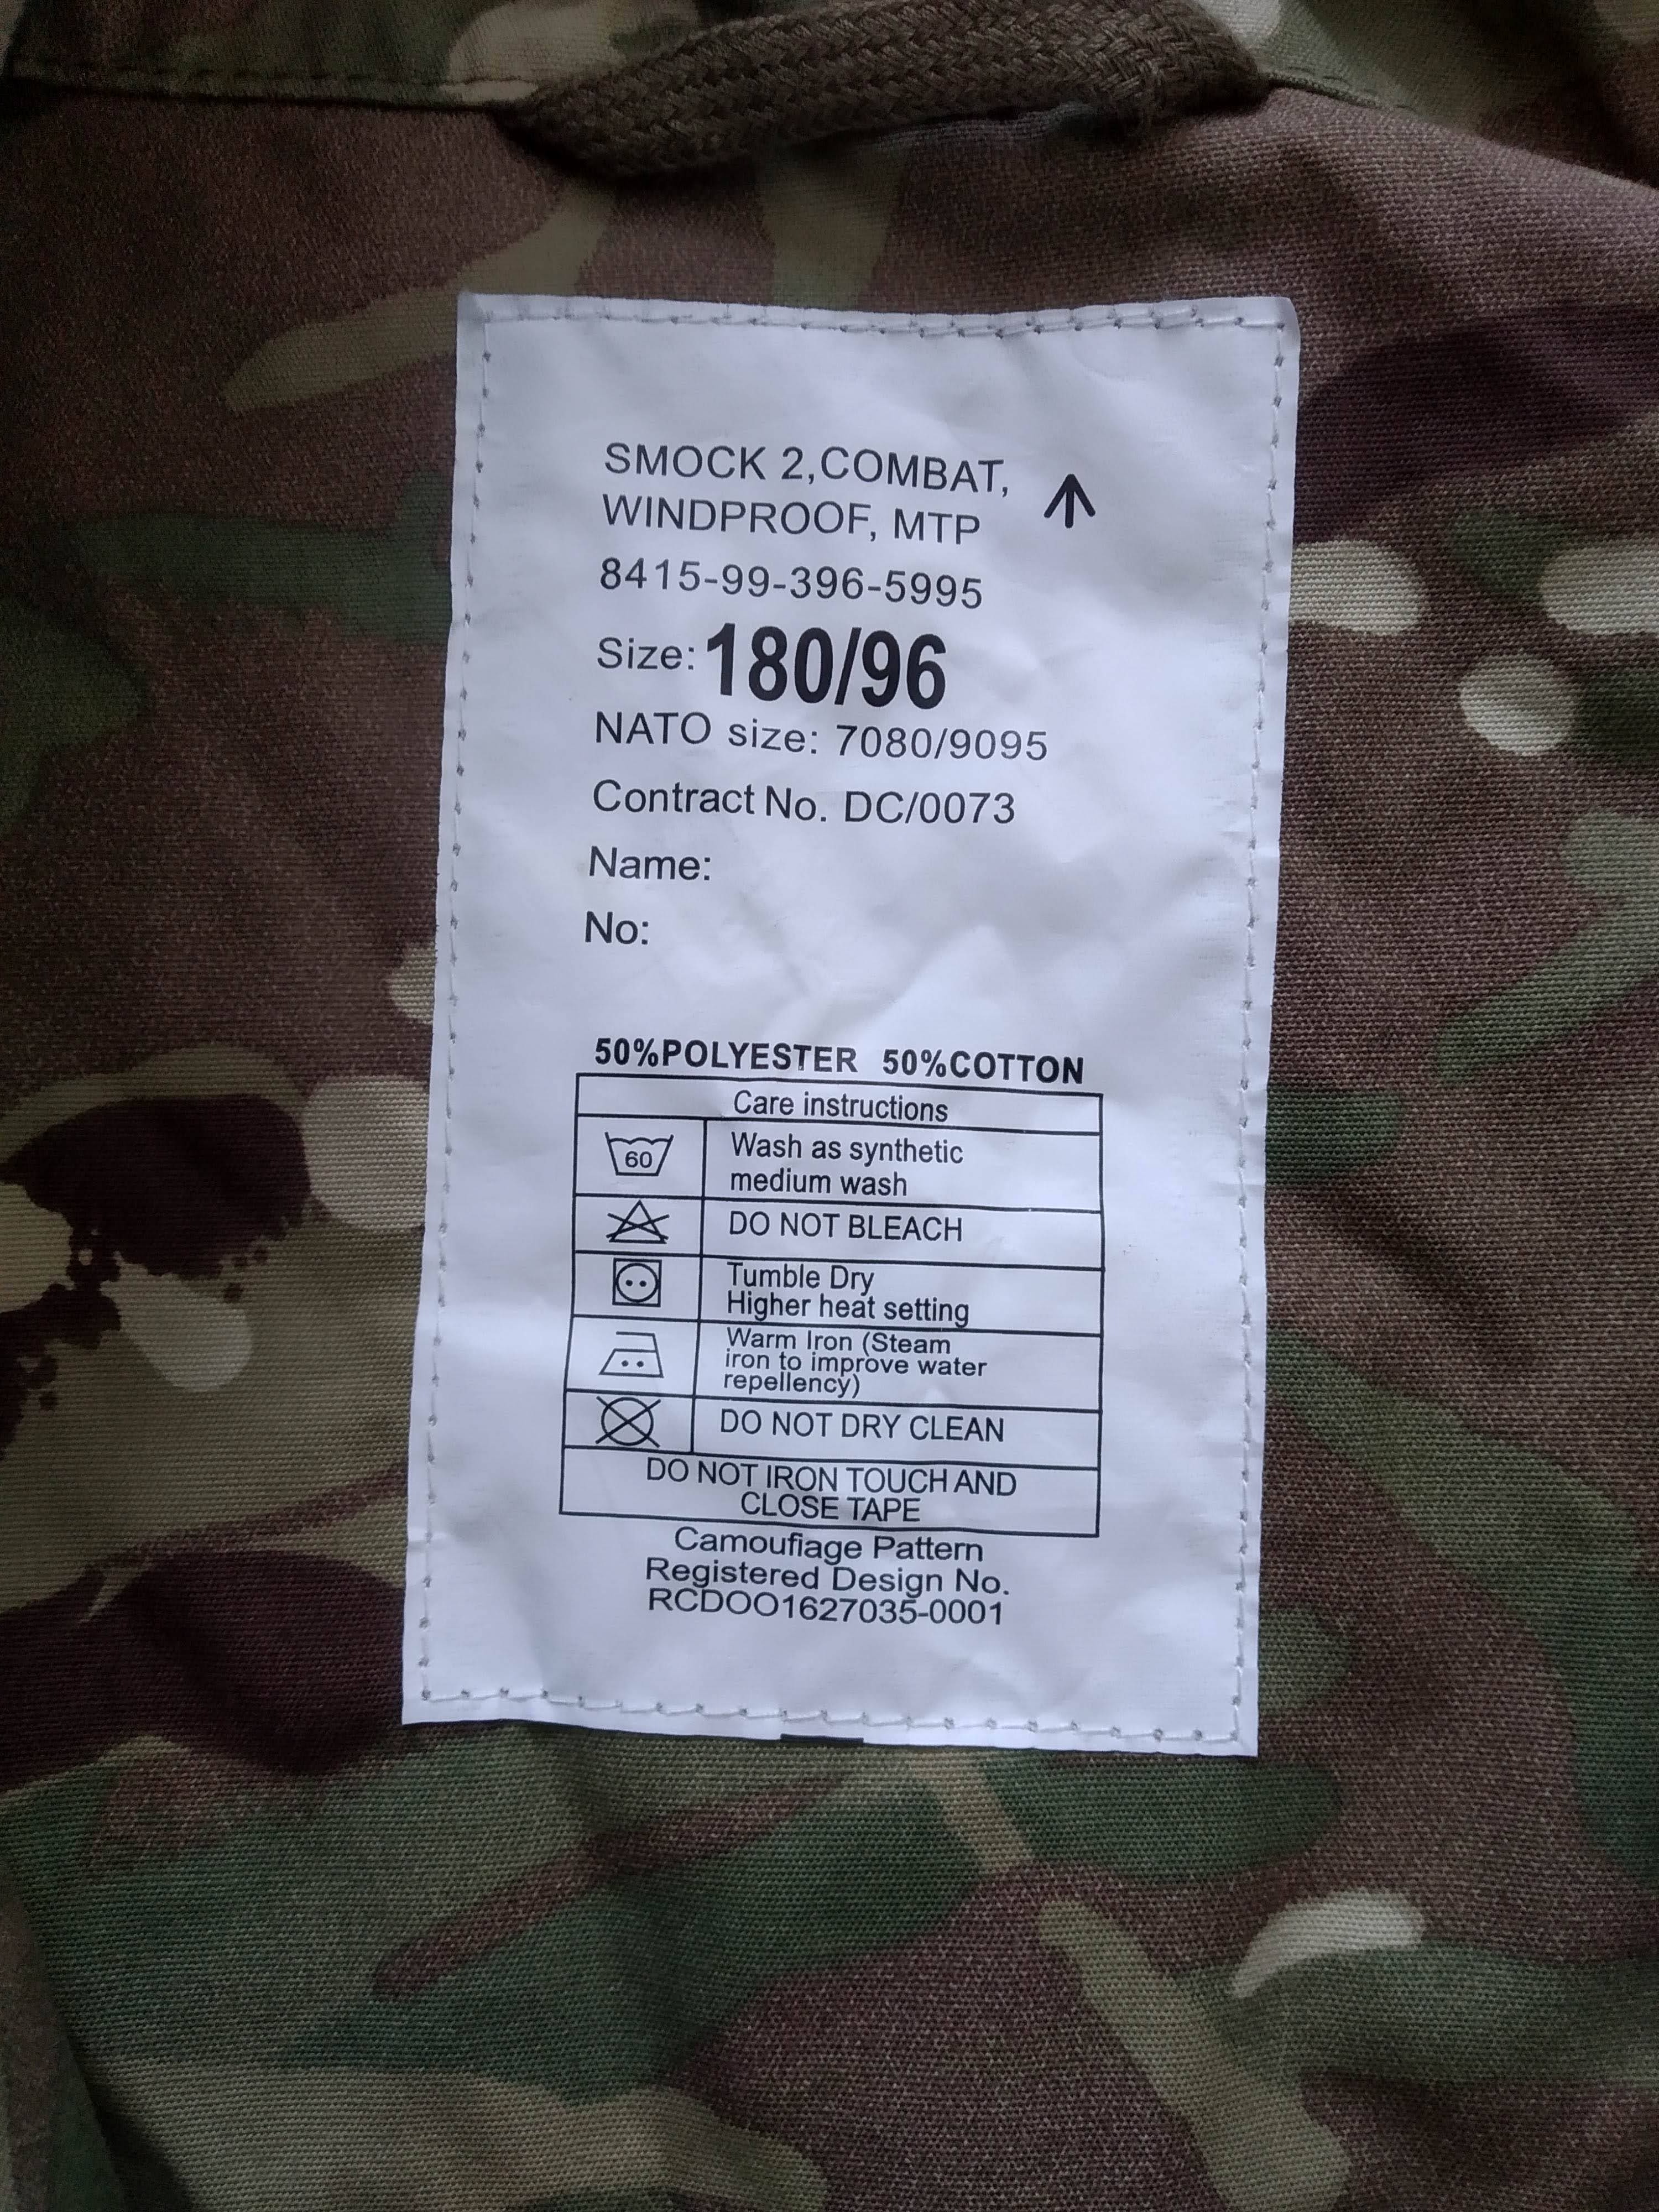 SMOCK 2,COMBAT,
WINDPROOF, MTP
8415-99-396-5995
Size: 180/96
NATO size: 7080/9095
Contract No. DC/0073
Name:
No:
50%POLYESTER 50%COTTON
Care instructions
60
Wash as synthetic
medium wash
DO NOT BLEACH
Tumble Dry
Higher heat setting
Warm Iron (Steam
iron to improve water
repellency)
DO NOT DRY CLEAN
DO NOT IRON TOUCH AND
CLOSE TAPE
Camoufiage Pattern
Registered Design No.
RCDOO1627035-0001